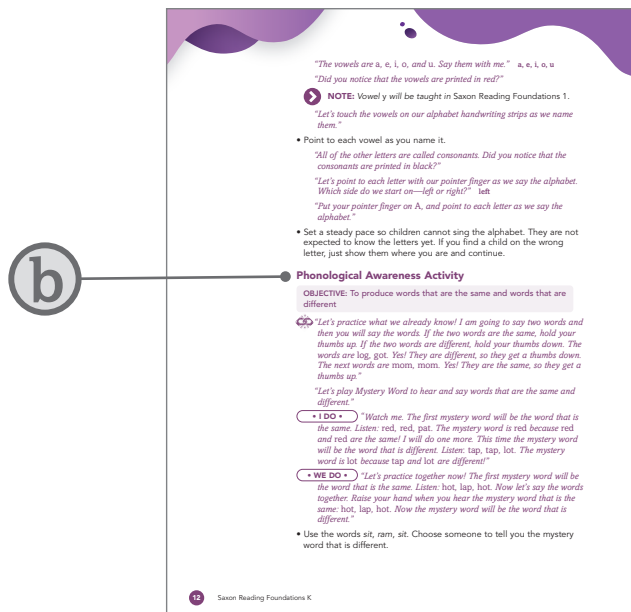 "The vowels are a, e, i, o, and u. Say them with me." a, e, i, o, u
"Did you notice that the vowels are printed in red?"
NOTE: Vowel y will be taught in Saxon Reading Foundations 1.
"Let's touch the vowels on our alphabet handwriting strips as we name
them."
• Point to each vowel as you name it.
"All of the other letters are called consonants. Did you notice that the
consonants are printed in black?"
"Let's point to each letter with our pointer finger as we say the alphabet.
Which side do we start on—left or right?" left
"Put your pointer finger on A, and point to each letter as we say the
alphabet."
• Set a steady pace so children cannot sing the alphabet. They are not
expected to know the letters yet. If you find a child on the wrong
letter, just show them where you are and continue.
b
Phonological Awareness Activity
OBJECTIVE: To produce words that are the same and words that are
different
"Let's practice what we already know! I am going to say two words and
then you will say the words. If the two words are the same, hold your
thumbs up. If the two words are different, hold your thumbs down. The
words are log, got. Yes! They are different, so they get a thumbs down.
The next words are mom, mom. Yes! They are the same, so they get a
thumbs up."
"Let's play Mystery Word to hear and say words that are the same and
different."
• I DO • "Watch me. The first mystery word will be the word that is
the same. Listen: red, red, pat. The mystery word is red because red
and red are the same! I will do one more. This time the mystery word
will be the word that is different. Listen: tap, tap, lot. The mystery
word is lot because tap and lot are different!"
• WE DO • "Let's practice together now! The first mystery word will be
the word that is the same. Listen: hot, lap, hot. Now let's say the words
together. Raise your hand when you hear the mystery word that is the
same: hot, lap, hot. Now the mystery word will be the word that is
different."
• Use the words sit, ram, sit. Choose someone to tell you the mystery
word that is different.
12 Saxon Reading Foundations K